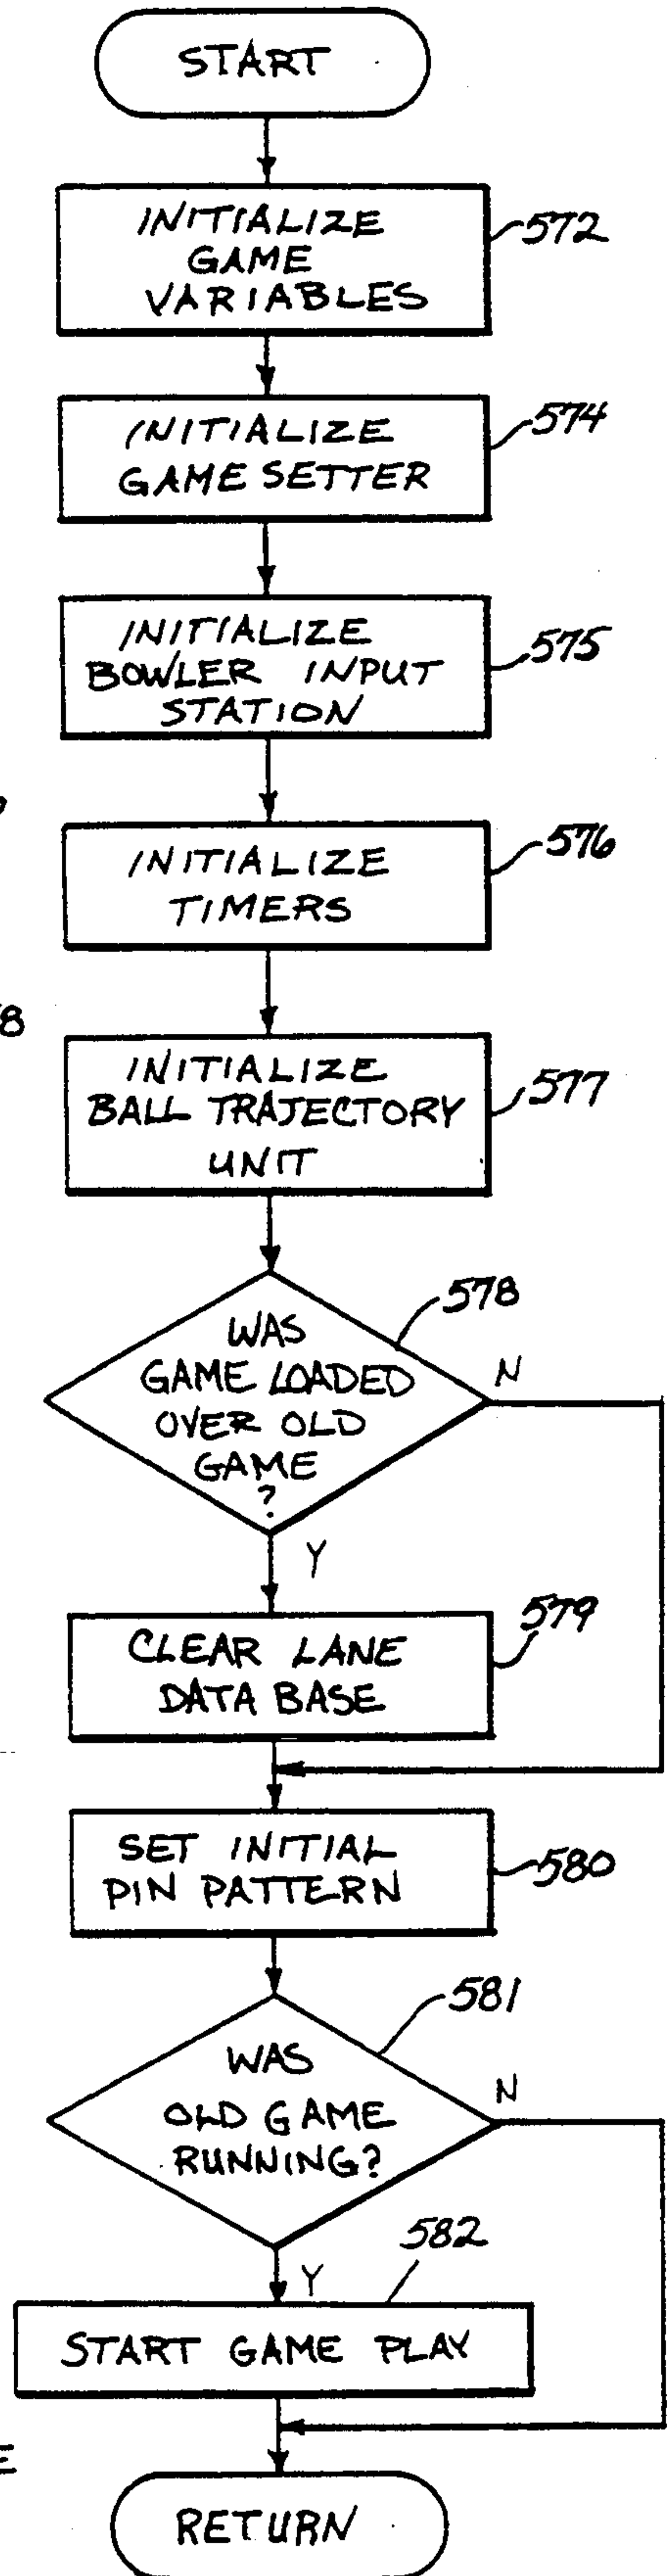 START
INITIALIZE
GAME
VARIABLES
572
INITIALIZE
GAME SETTER
574
INITIALIZE
BOWLER INPUT
STATION
575
INITIALIZE
TIMERS
576
8
INITIALIZE
BALL TRAJECTORY
UNIT
577
578
WAS
GAME LOADED
OVER OLD
GAME
?
N
Y
CLEAR LANE
DATA BASE
579
SET INITIAL
PIN PATTERN
580
581
WAS
OLD GAME
RUNNING?
N
582
Y
START GAME PLAY
E
RETURN